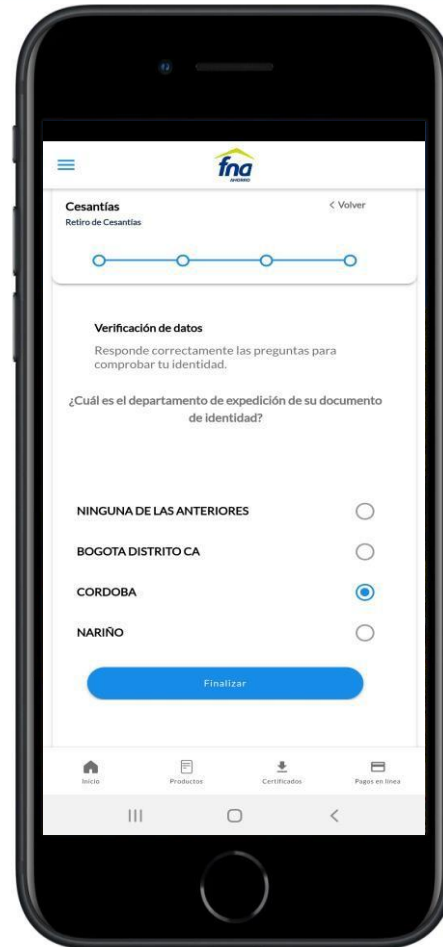 fna
AHORRO
Cesantías
< Volver
Retiro de Cesantías
Verificación de datos
Responde correctamente las preguntas para
comprobar tu identidad.
¿Cuál es el departamento de expedición de su documento
de identidad?
NINGUNA DE LAS ANTERIORES
BOGOTA DISTRITO CA
CORDOBA
NARIÑO
Finalizar
Inicio
Productos
Certificados
Pagos en línea